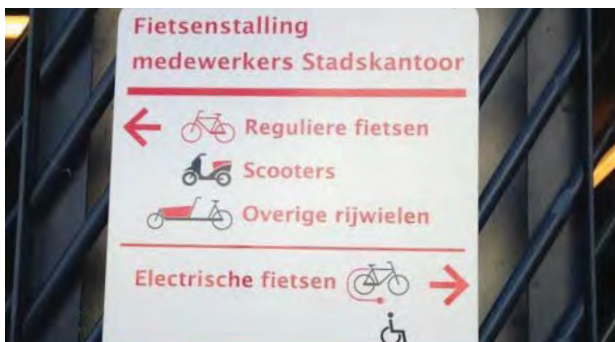 Fietsenstalling
medewerkers Stadskantoor
Reguliere fietsen
Scooters
Overige rijwielen
Electrische fietsen